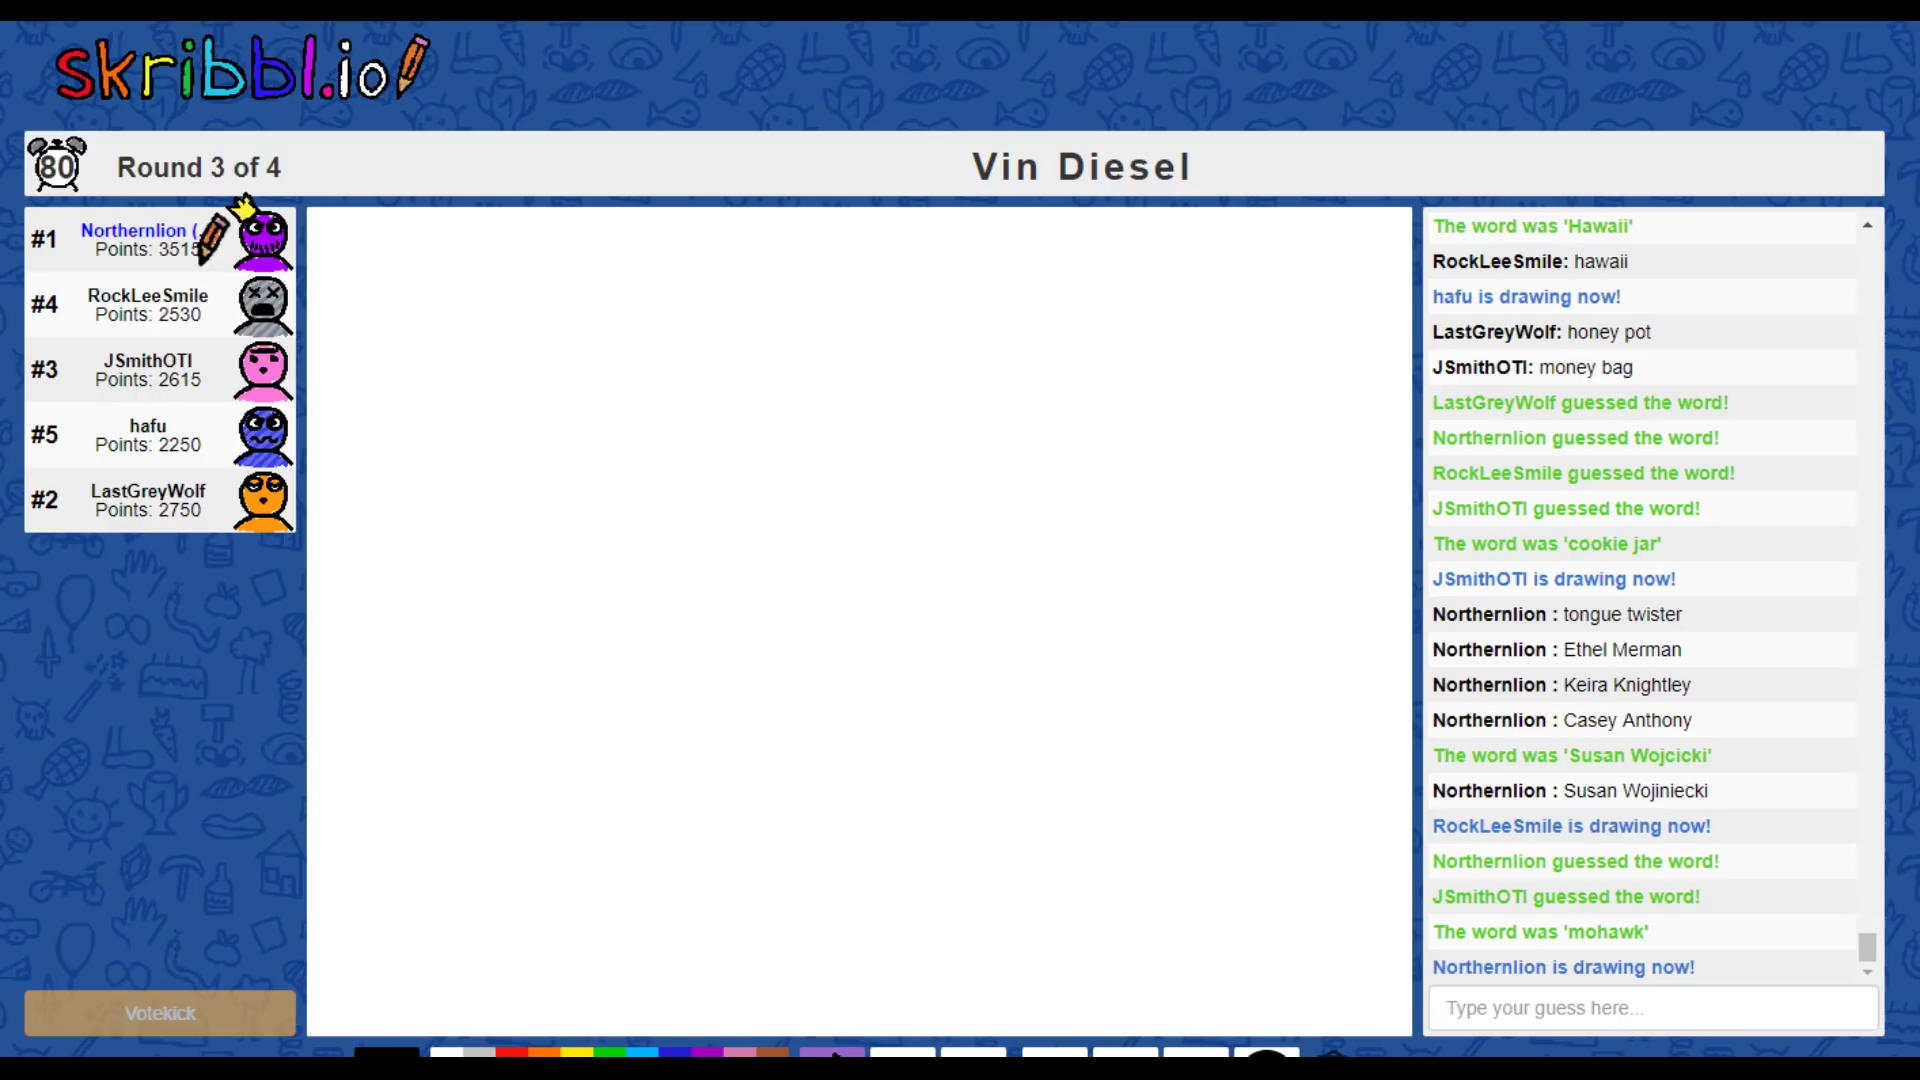 skribbl.io
80
Round 3 of 4
Vin Diesel
#1
Northernlion (
Points: 3515
#4
RockLeeSmile
Points: 2530
#3
JSmithOTI
Points: 2615
#5
hafu
Points: 2250
#2
LastGreyWolf
Points: 2750
Votekick
The word was 'Hawaii'
RockLeeSmile: hawaii
hafu is drawing now!
LastGreyWolf: honey pot
JSmithOTI: money bag
LastGreyWolf guessed the word!
Northernlion guessed the word!
RockLeeSmile guessed the word!
JSmithOTI guessed the word!
The word was 'cookie jar'
JSmithOTI is drawing now!
Northernlion : tongue twister
Northernlion : Ethel Merman
Northernlion : Keira Knightley
Northernlion : Casey Anthony
The word was 'Susan Wojcicki'
Northernlion : Susan Wojiniecki
RockLeeSmile is drawing now!
Northernlion guessed the word!
JSmithOTI guessed the word!
The word was 'mohawk'
Northernlion is drawing now!
Type your guess here...